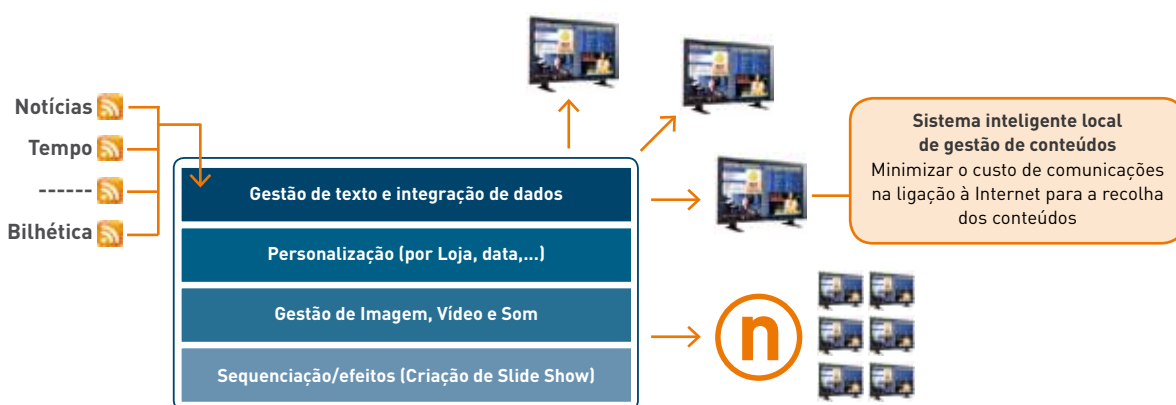 Notícias
Tempo
------
Bilhética
Gestão de texto e integração de dados
Personalização (por Loja, data,...)
Gestão de Imagem, Vídeo e Som
Sequenciação/efeitos (Criação de Slide Show)
Sistema inteligente local
de gestão de conteúdos
Minimizar o custo de comunicações
na ligação à Internet para a recolha
dos conteúdos
n